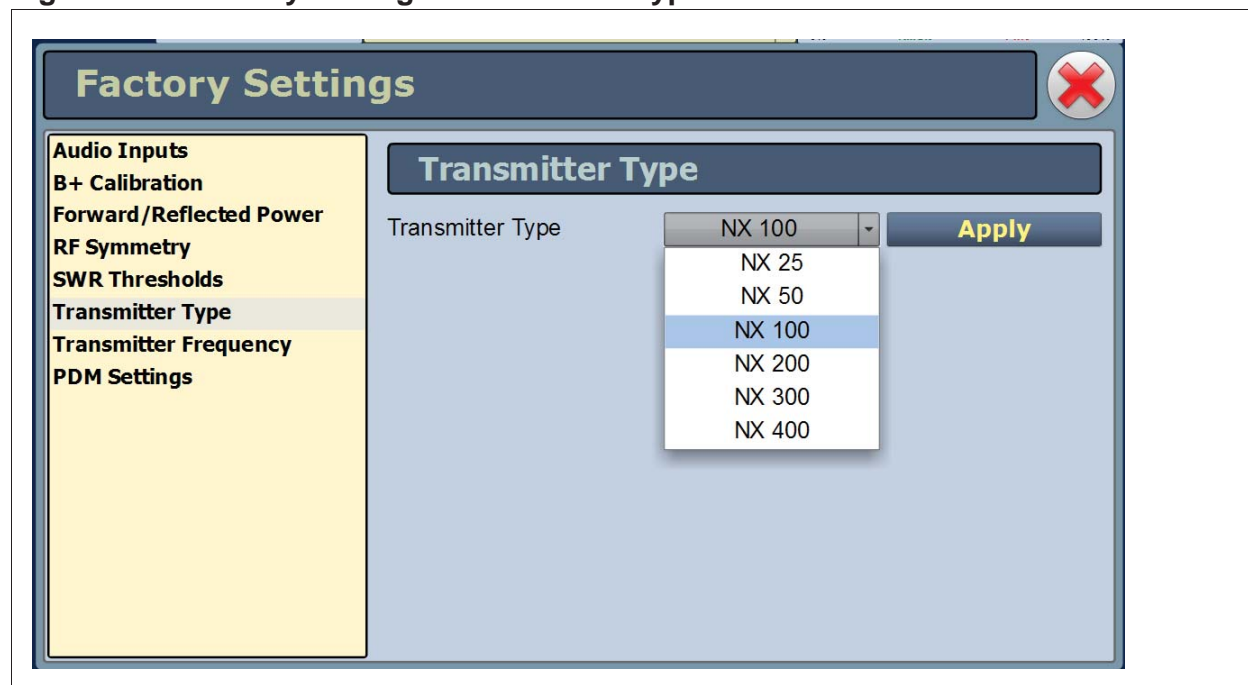 Factory Settings
Audio Inputs
B+ Calibration
Forward/Reflected Power
RF Symmetry
SWR Thresholds
Transmitter Type
Transmitter Frequency
PDM Settings
Transmitter Type
Transmitter Type NX 100 Apply
NX 25
NX 50
NX 100
NX 200
NX 300
NX 400